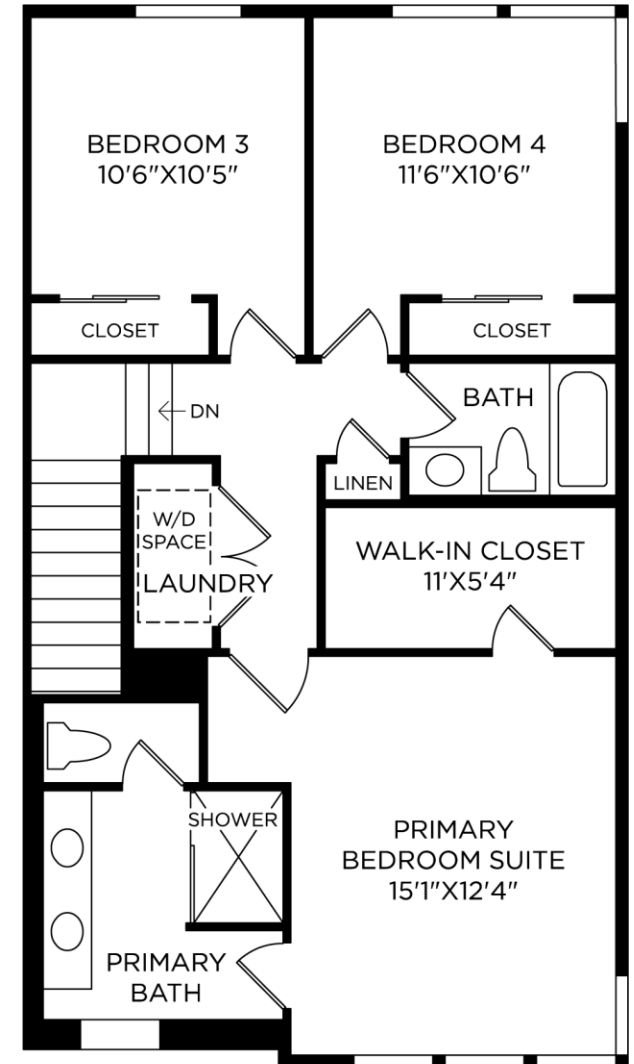 BEDROOM 3
10'6"X10'5"
BEDROOM 4
11'6"X10'6"
CLOSET
CLOSET
DN
BATH
LINEN
W/D
SPACE
LAUNDRY
WALK-IN CLOSET
11'X5'4"
SHOWER
PRIMARY
BEDROOM SUITE
15'1"X12'4"
PRIMARY
BATH